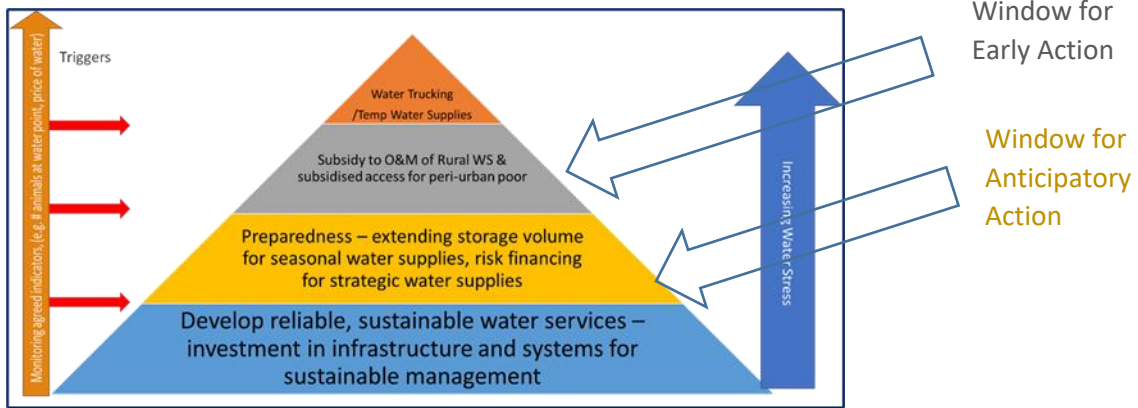 Window for
Early Action
Triggers
Monitoring agreed indicators, (e.g. # animals at water point, price of water)
Water Trucking
/Temp Water Supplies
Subsidy to O&M of Rural WS &
subsidised access for peri-urban poor
Window for
Anticipatory
Action
Increasing Water Stress
Preparedness – extending storage volume
for seasonal water supplies, risk financing
for strategic water supplies
Develop reliable, sustainable water services –
investment in infrastructure and systems for
sustainable management